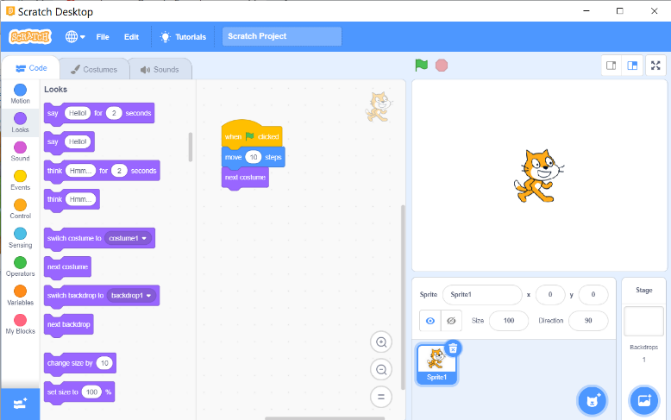 Scratch Desktop
SCRATCH
File
Edit
Tutorials
Scratch Project
Code
Costumes
Sounds
Motion
Looks
Sound
Events
Control
Sensing
Operators
Variables
My Blocks
Looks
say Hello! for 2 seconds
say Hello!
think Hmm... for 2 seconds
think Hmm...
switch costume to costume1
next costume
switch backdrop to backdrop1
next backdrop
change size by 10
set size to 100 %
when clicked
move 10 steps
next costume
Sprite Sprite1 x 0 y 0
Size 100 Direction 90
Sprite1
Stage
Backdrops
1